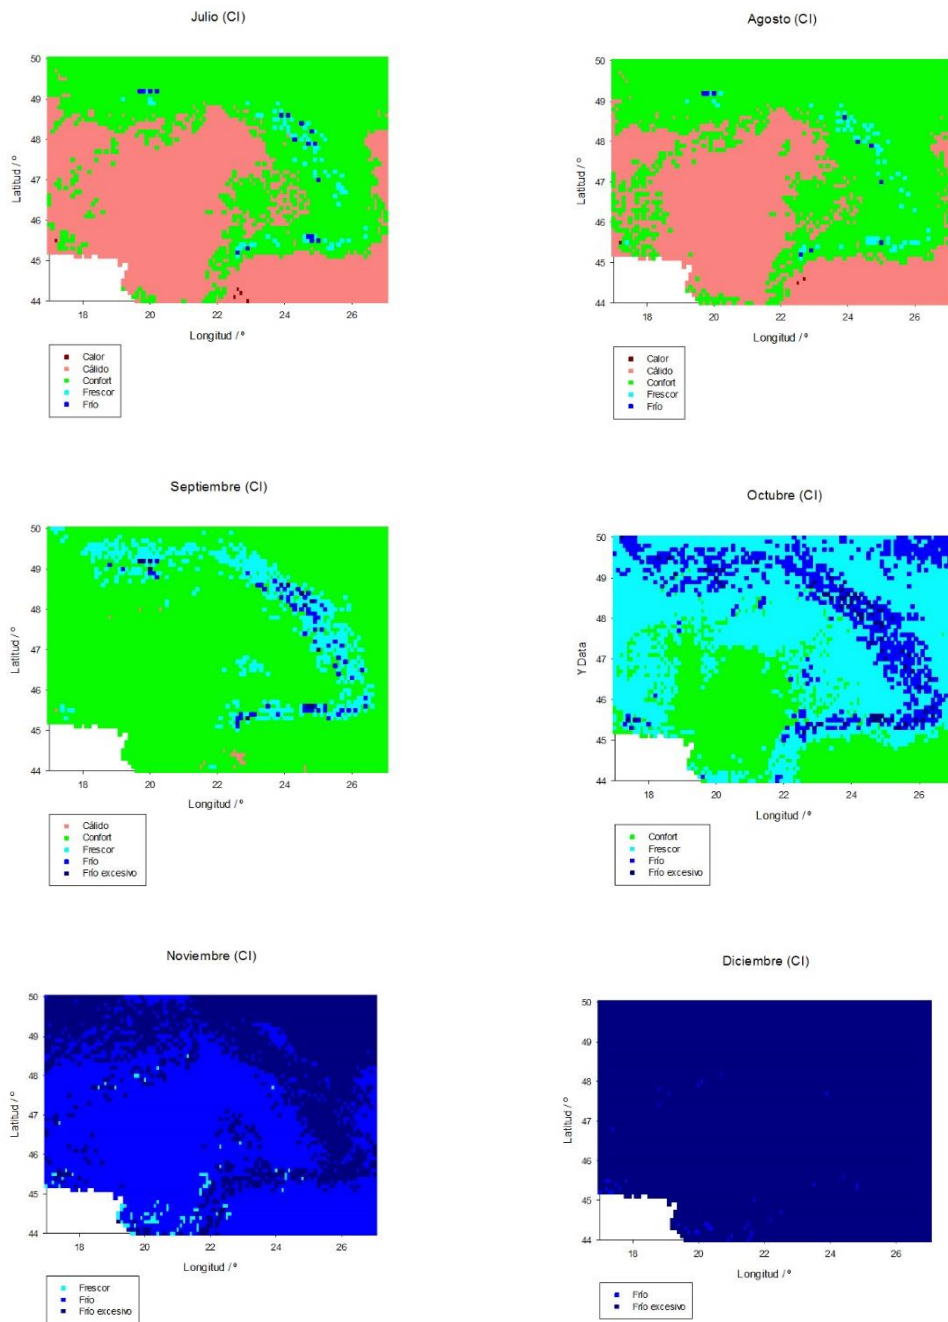 Julio (CI)
50
49
48
47
46
45
44
Latitud / º
18 20 22 24 26
Longitud / º
Calor
Cálido
Confort
Frescor
Frío
Agosto (CI)
50
49
48
47
46
45
44
Latitud / º
18 20 22 24 26
Longitud / º
Calor
Cálido
Confort
Frescor
Frío
Septiembre (CI)
50
49
48
47
46
45
44
Latitud / º
18 20 22 24 26
Longitud / º
Cálido
Confort
Frescor
Frío
Frío excesivo
Octubre (CI)
50
49
48
47
46
45
44
Y Data
18 20 22 24 26
Longitud / º
Confort
Frescor
Frío
Frío excesivo
Noviembre (CI)
50
49
48
47
46
45
44
Latitud / º
18 20 22 24 26
Longitud / º
Frescor
Frío
Frío excesivo
Diciembre (CI)
50
49
48
47
46
45
44
Latitud / º
18 20 22 24 26
Longitud / º
Frío
Frío excesivo